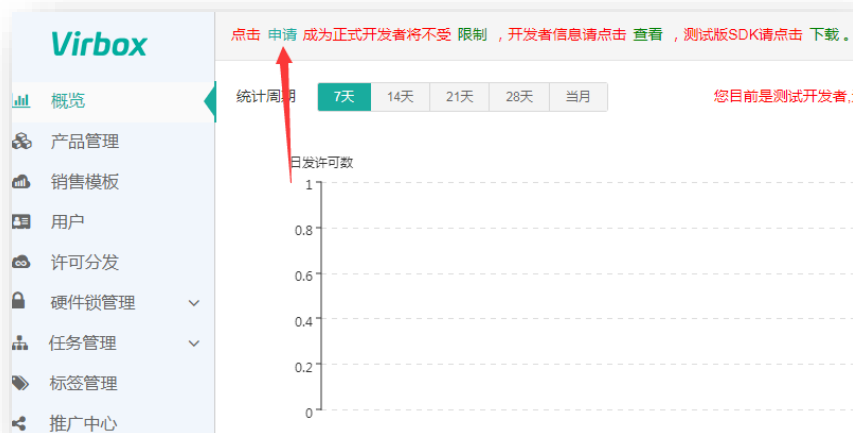 Virbox
点击 申请 成为正式开发者将不受 限制 ，开发者信息请点击 查看 ，测试版SDK请点击 下载 。
概览
产品管理
销售模板
用户
许可分发
硬件锁管理
任务管理
标签管理
推广中心
统计周期 7天 14天 21天 28天 当月
您目前是测试开发者,
日发许可数
1
0.8
0.6
0.4
0.2
0